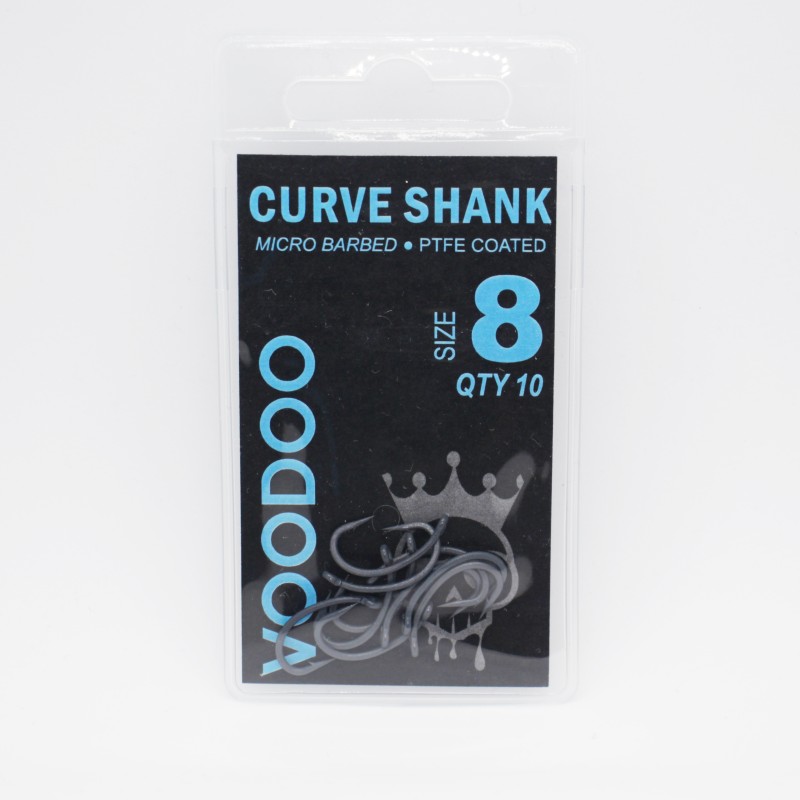 CURVE SHANK
MICRO BARBED • PTFE COATED
SIZE 8
QTY 10
VOODOO